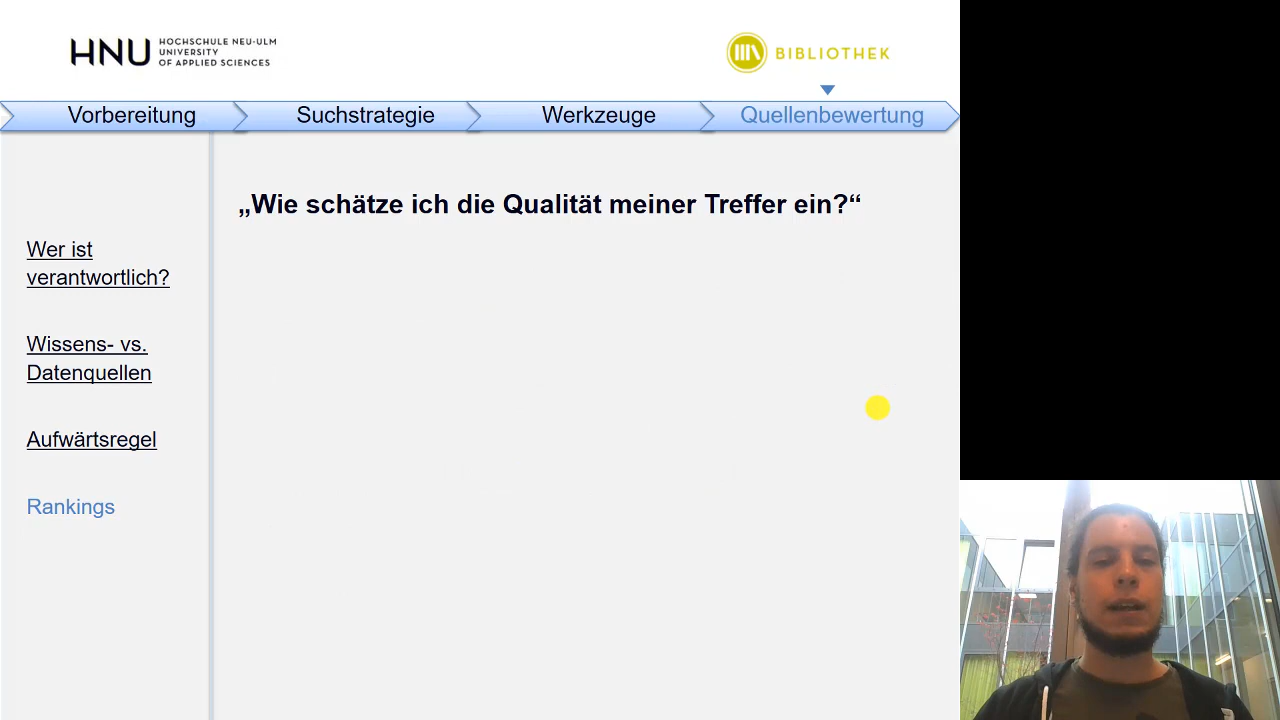 HNU HOCHSCHULE NEU-ULM
UNIVERSITY
OF APPLIED SCIENCES
BIBLIOTHEK
Vorbereitung
Suchstrategie
Werkzeuge
Quellenbewertung
„Wie schätze ich die Qualität meiner Treffer ein?“
Wer ist
verantwortlich?
Wissens- vs.
Datenquellen
Aufwärtsregel
Rankings